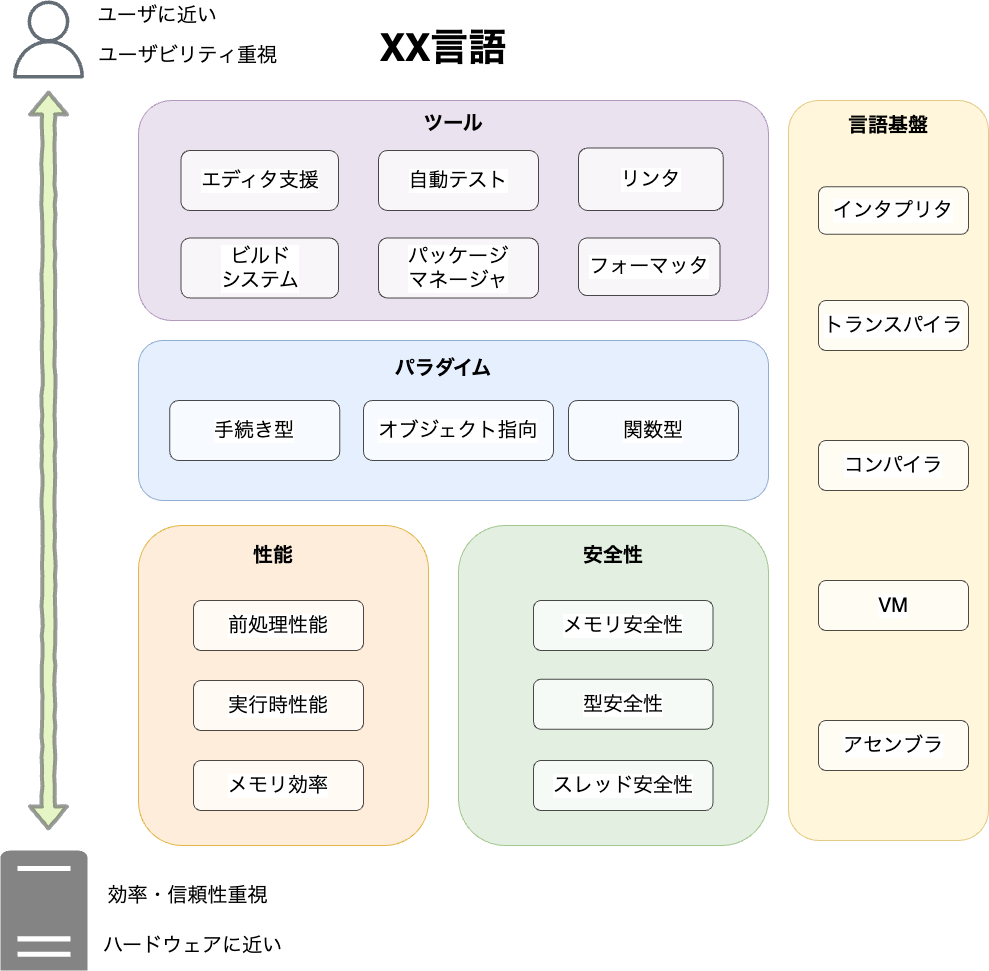 ユーザに近い
ユーザビリティ重視
XX言語
ツール
エディタ支援
自動テスト
リンタ
ビルド
システム
パッケージ
マネージャ
フォーマッタ
パラダイム
手続き型
オブジェクト指向
関数型
性能
前処理性能
実行時性能
メモリ効率
安全性
メモリ安全性
型安全性
スレッド安全性
言語基盤
インタプリタ
トランスパイラ
コンパイラ
VM
アセンブラ
効率・信頼性重視
ハードウェアに近い